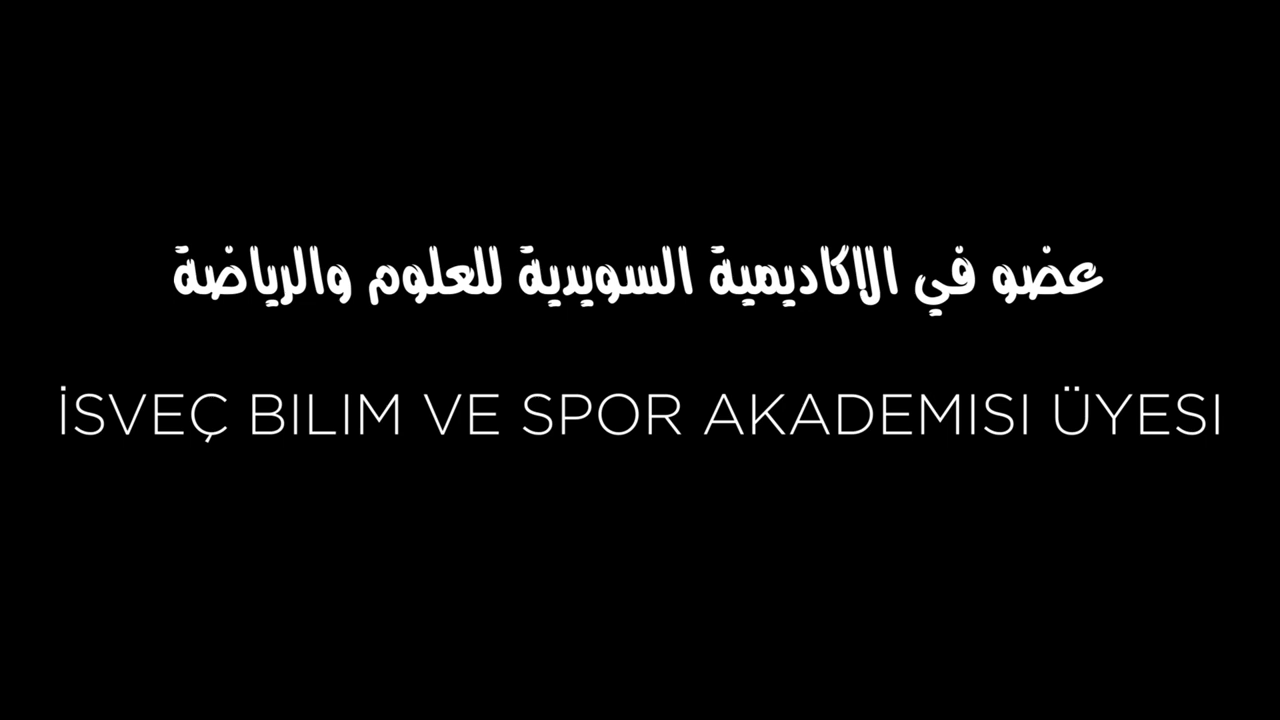 عضو في الاكاديمية السويدية للعلوم والرياضة
İSVEÇ BILIM VE SPOR AKADEMISI ÜYESI